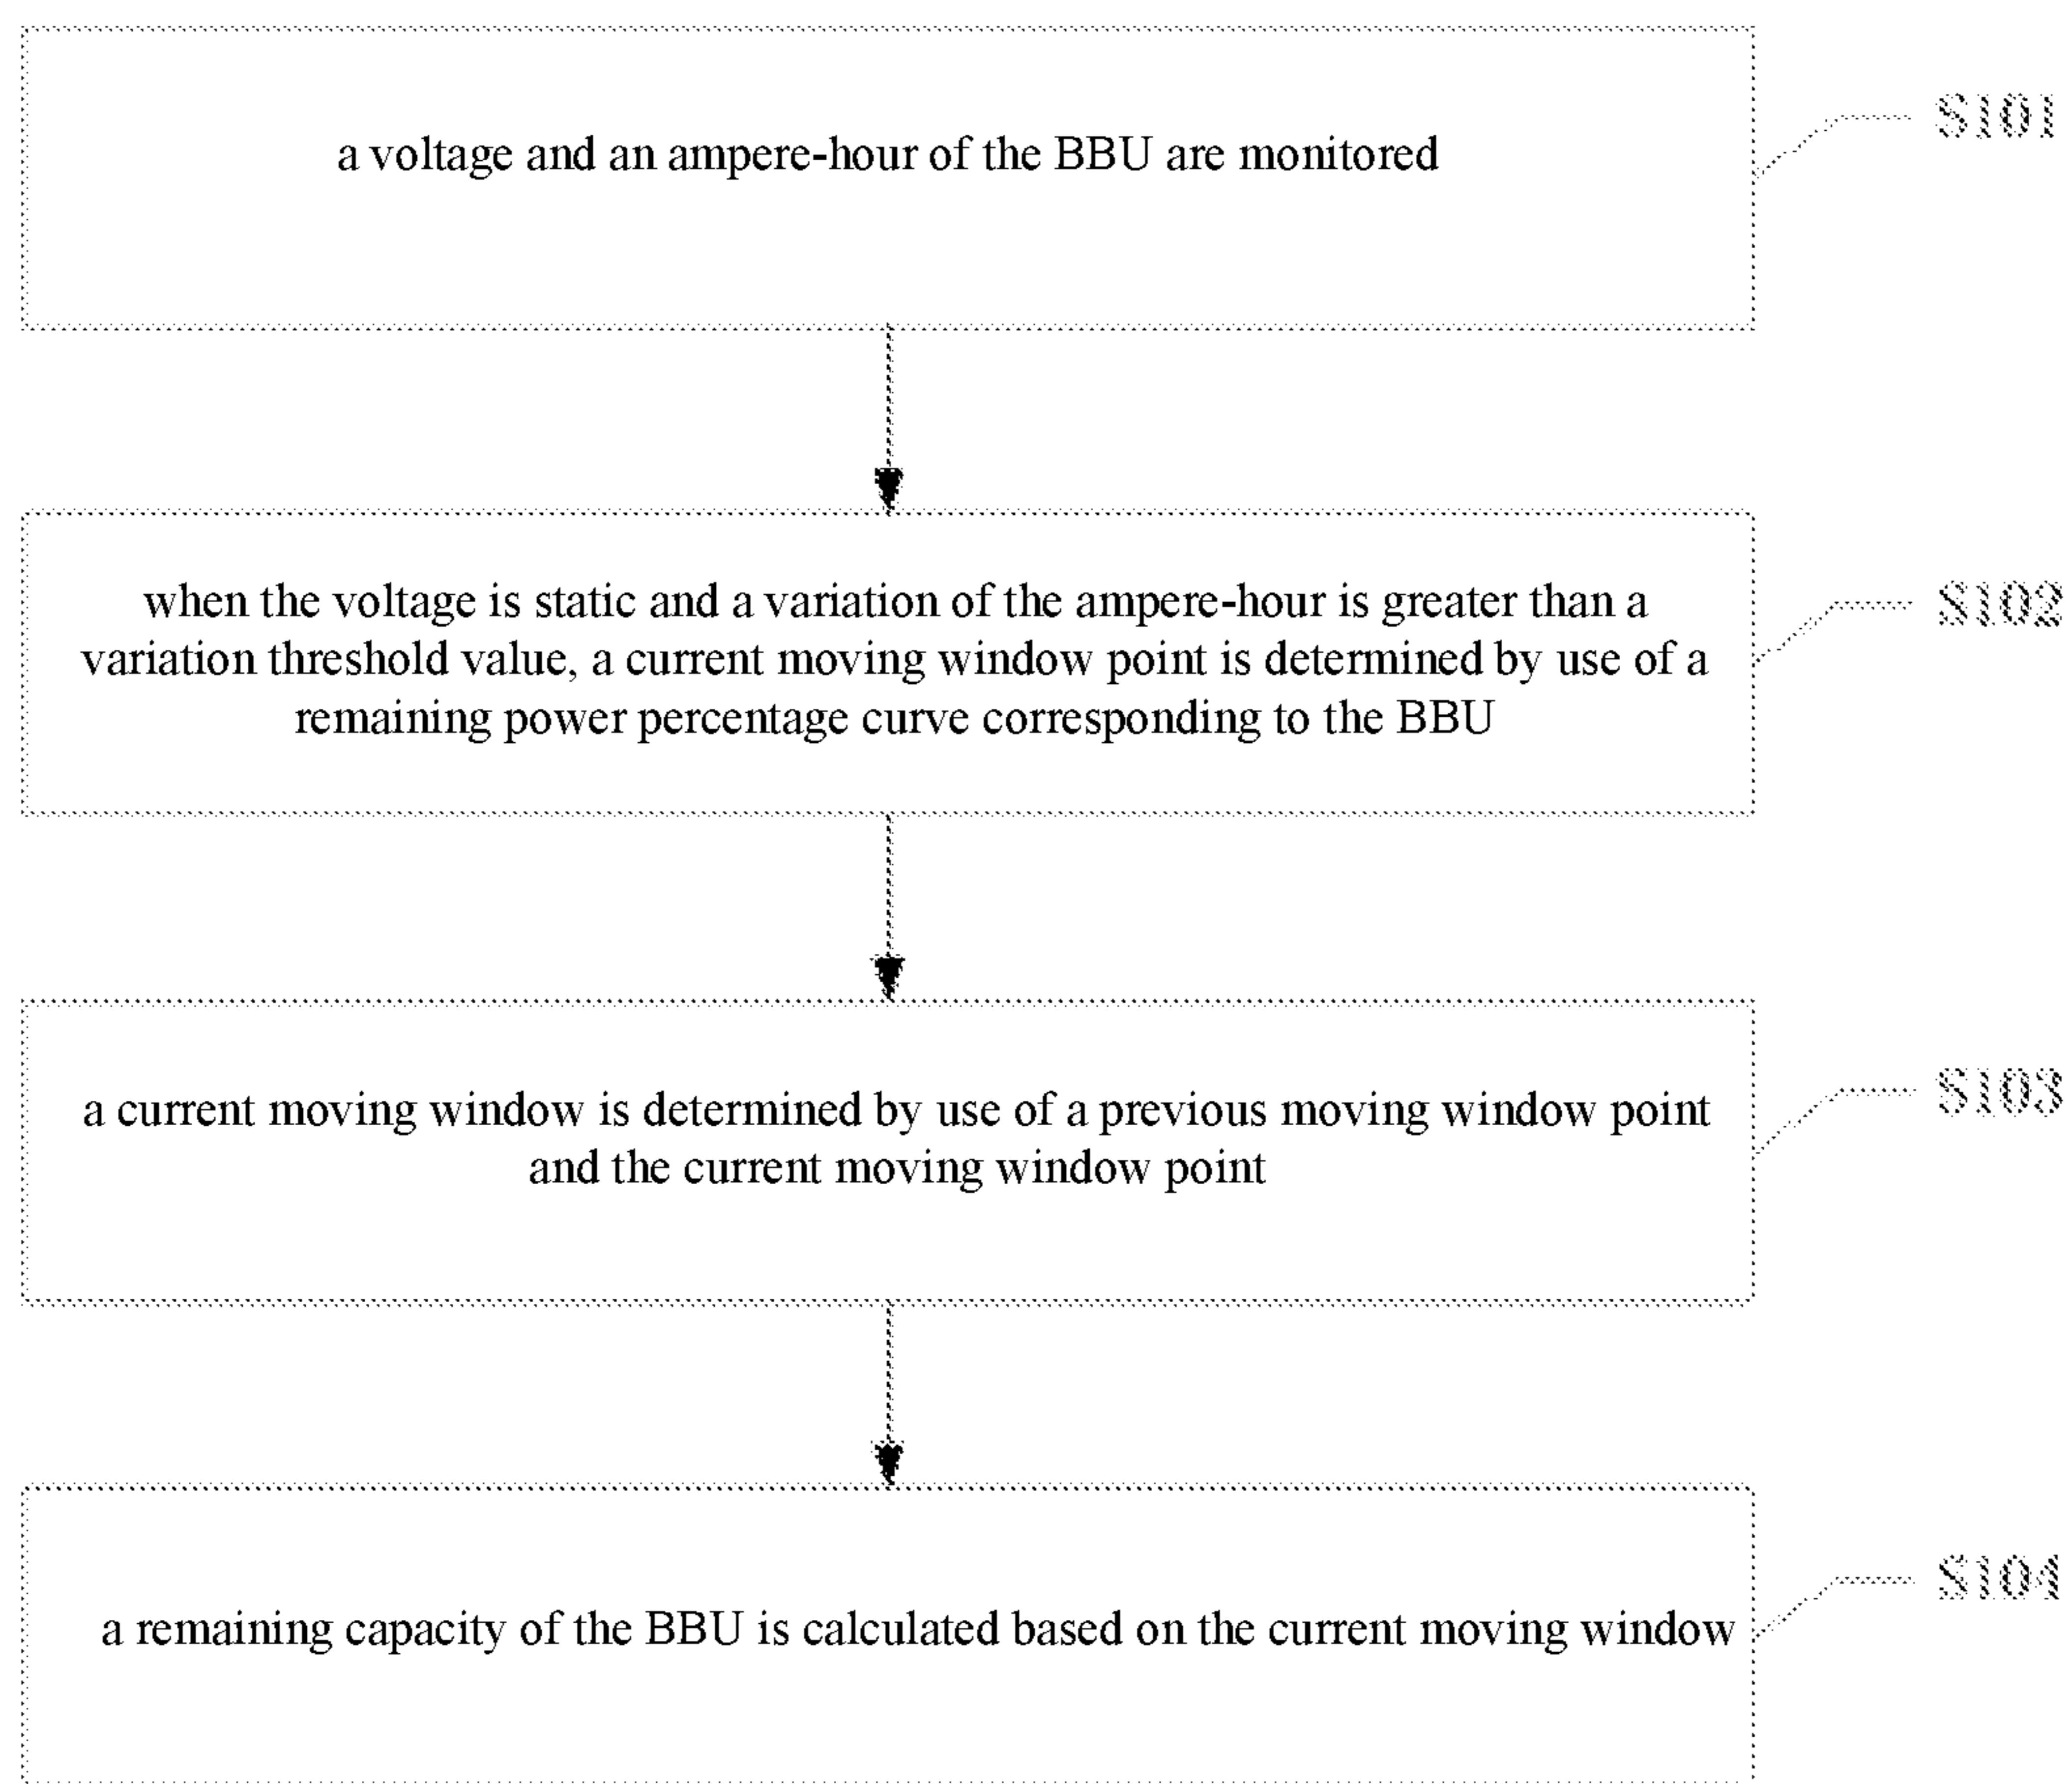 a voltage and an ampere-hour of the BBU are monitored
S101
when the voltage is static and a variation of the ampere-hour is greater than a
variation threshold value, a current moving window point is determined by use of a
remaining power percentage curve corresponding to the BBU
S102
a current moving window is determined by use of a previous moving window point
and the current moving window point
S103
a remaining capacity of the BBU is calculated based on the current moving window
S104